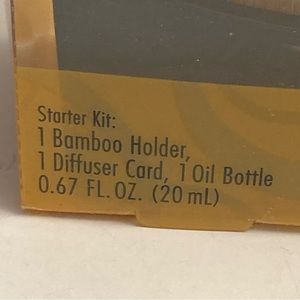 Starter Kit:
1 Bamboo Holder,
1 Diffuser Card, 1 Oil Bottle
0.67 FL. OZ. (20 mL)